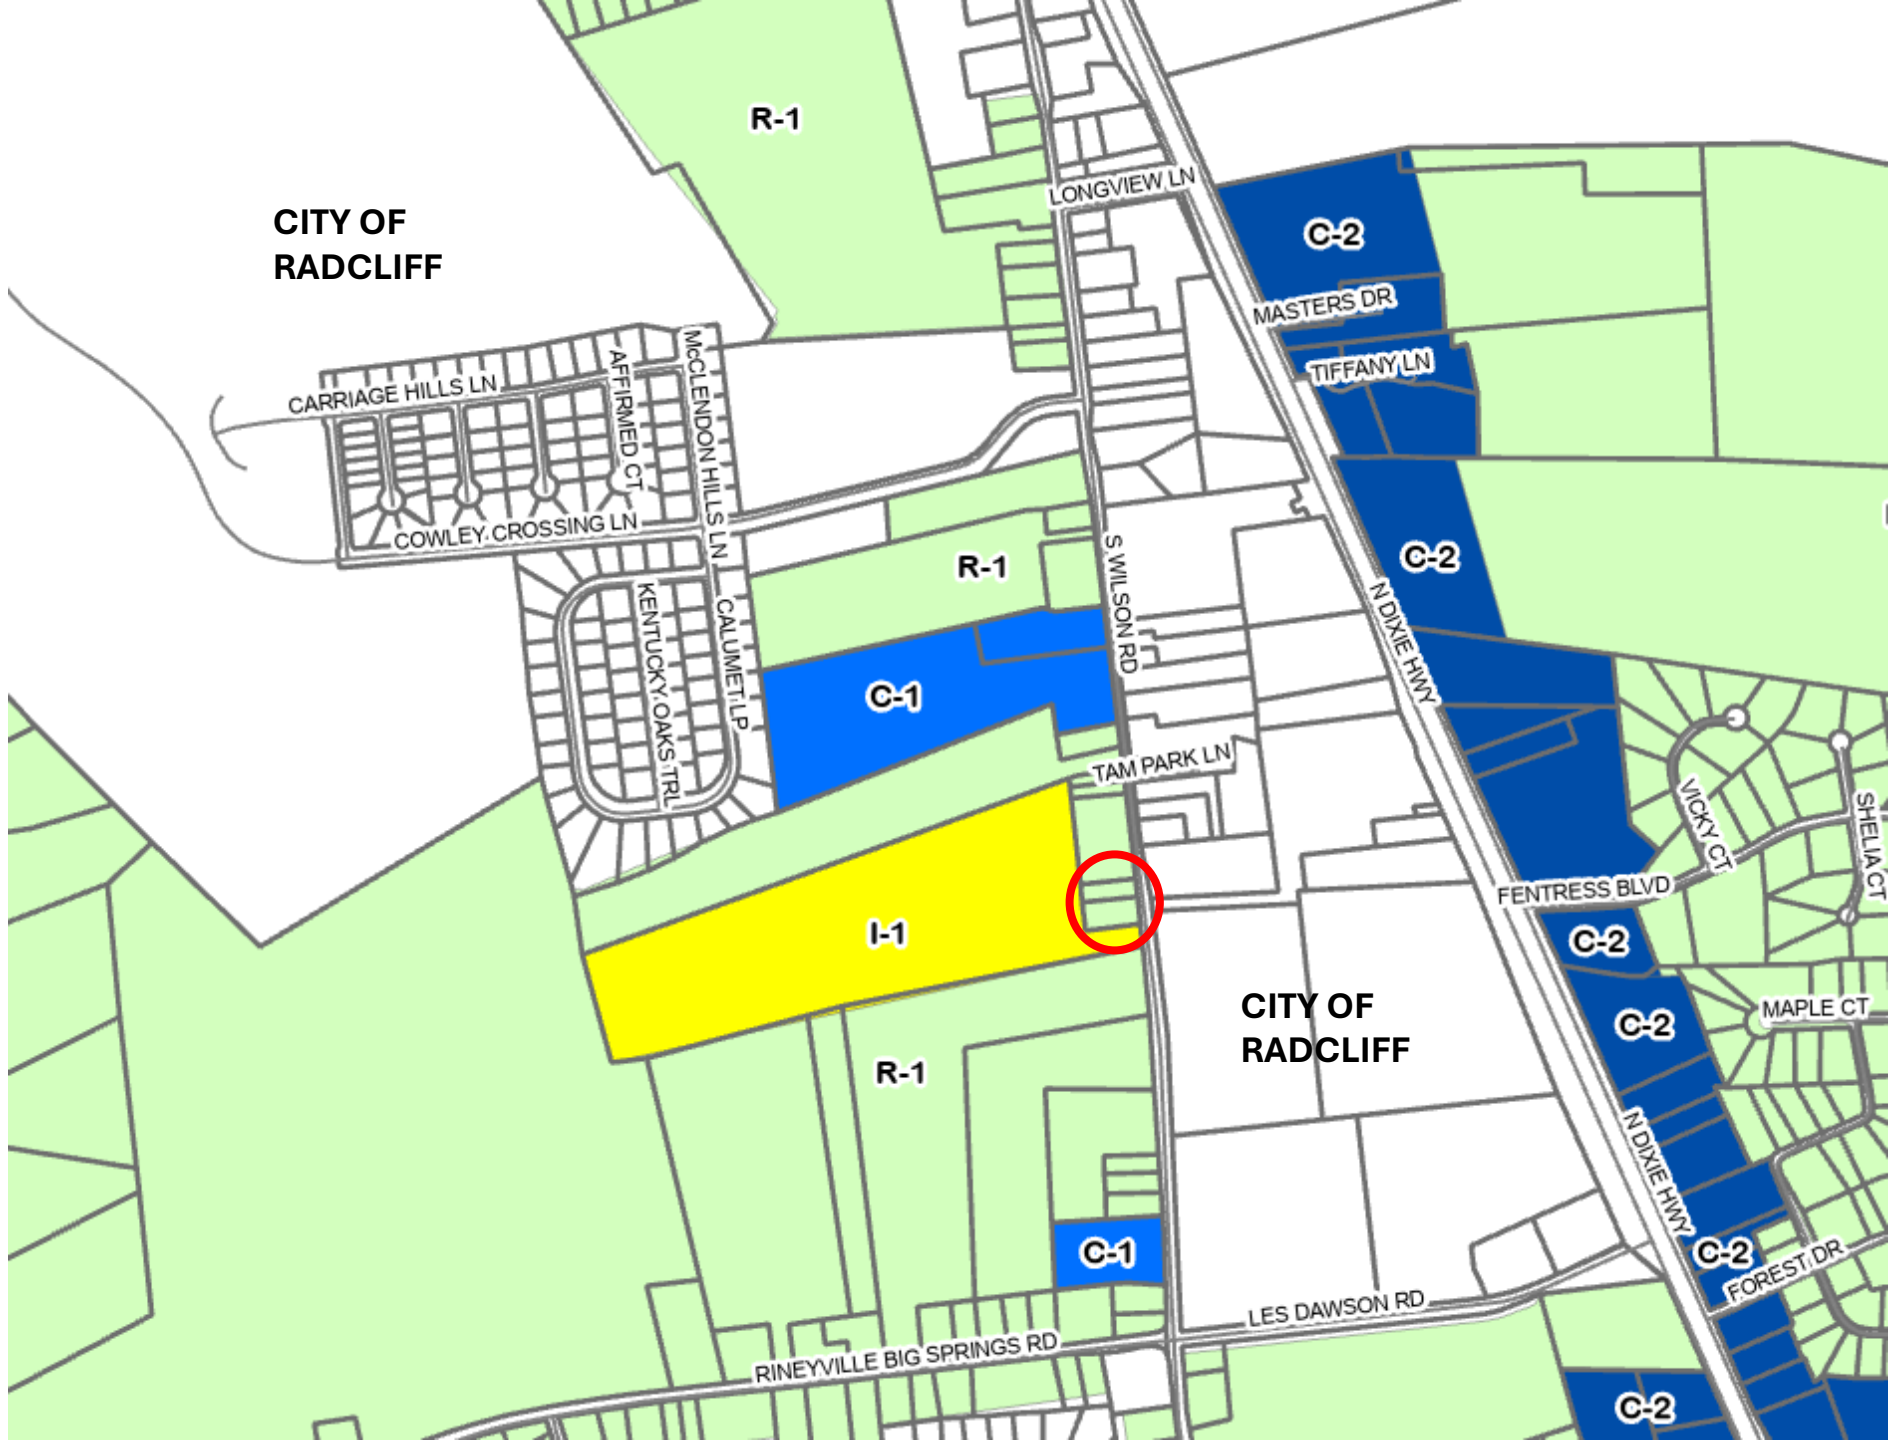 R-1
LONGVIEW LN
CITY OF
RADCLIFF
C-2
MASTERS DR
TIFFANY LN
McCLENDON HILLS LN
AFFIRMED CT
CARRIAGE HILLS LN
COWLEY CROSSING LN
R-1
S WILSON RD
C-2
N DIXIE HWY
KENTUCKY OAKS TRL
CALUMET LP
C-1
TAM PARK LN
VICKY CT
SHELIA CT
FENTRESS BLVD
I-1
C-2
CITY OF
RADCLIFF
C-2
MAPLE CT
R-1
N DIXIE HWY
C-1
C-2
FOREST DR
LES DAWSON RD
RINEYVILLE BIG SPRINGS RD
C-2